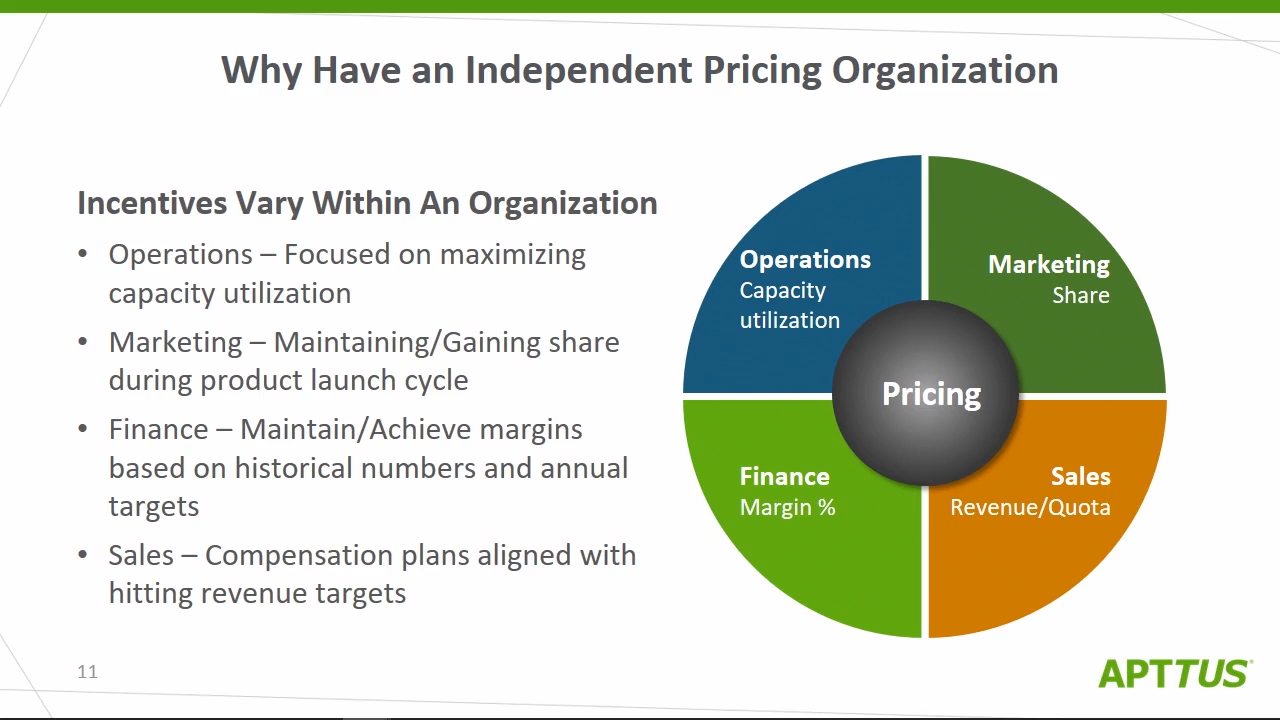 Why Have an Independent Pricing Organization
Incentives Vary Within An Organization
• Operations – Focused on maximizing
capacity utilization
• Marketing – Maintaining/Gaining share
during product launch cycle
• Finance – Maintain/Achieve margins
based on historical numbers and annual
targets
• Sales – Compensation plans aligned with
hitting revenue targets
Operations
Capacity
utilization
Marketing
Share
Pricing
Finance
Margin %
Sales
Revenue/Quota
11
APTTUS®